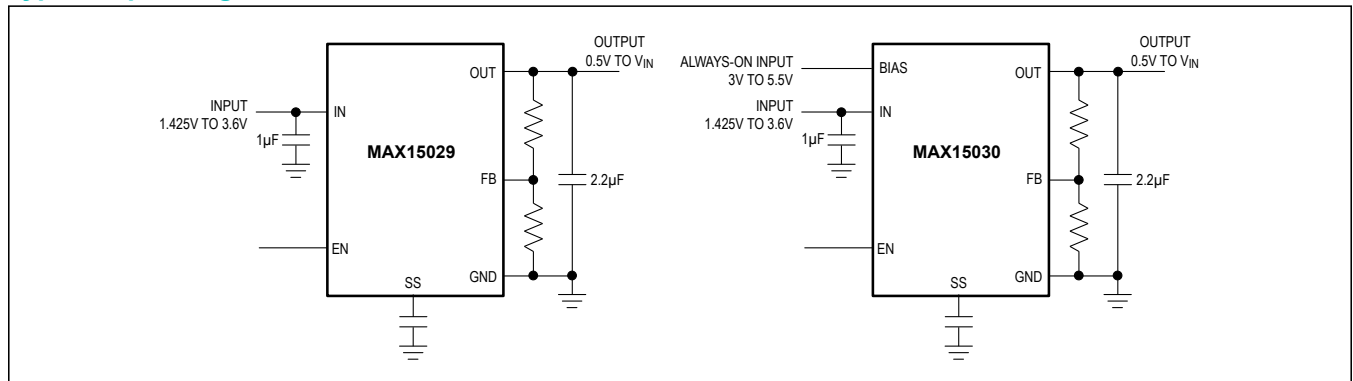 OUTPUT
0.5V TO VIN
OUT
INPUT
1.425V TO 3.6V
IN
1µF
MAX15029
FB
2.2µF
EN
SS
GND
OUTPUT
0.5V TO VIN
ALWAYS-ON INPUT
3V TO 5.5V
BIAS
OUT
INPUT
1.425V TO 3.6V
IN
1µF
MAX15030
FB
2.2µF
EN
SS
GND